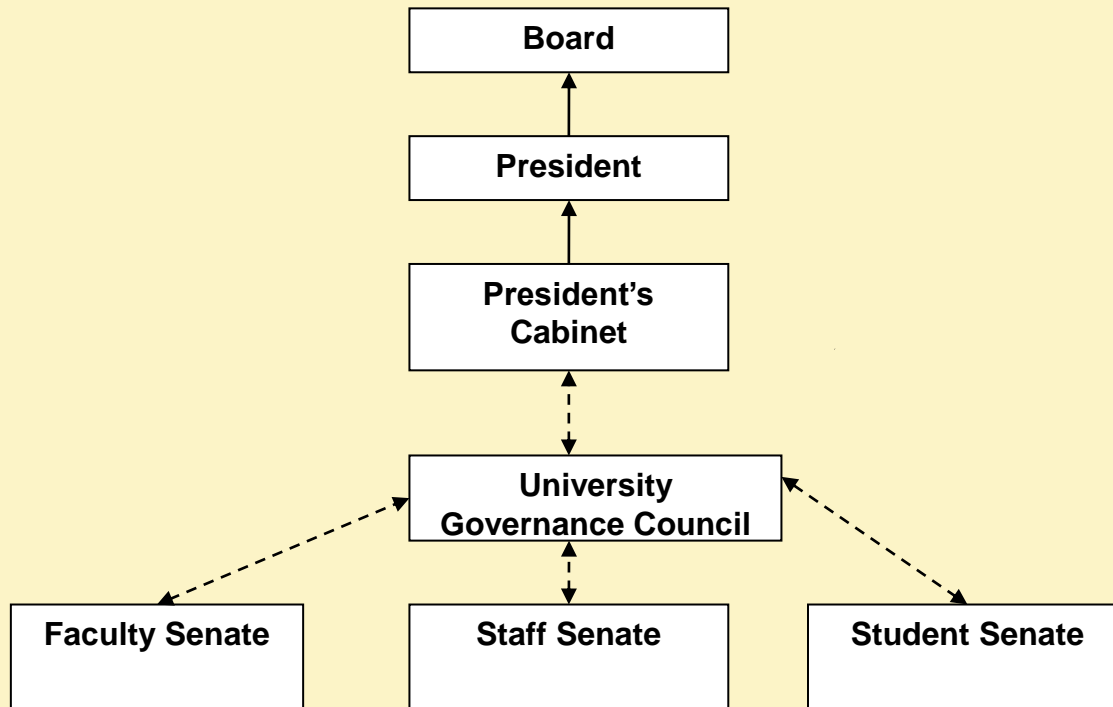 Board
President
President’s
Cabinet
University
Governance Council
Faculty Senate
Staff Senate
Student Senate